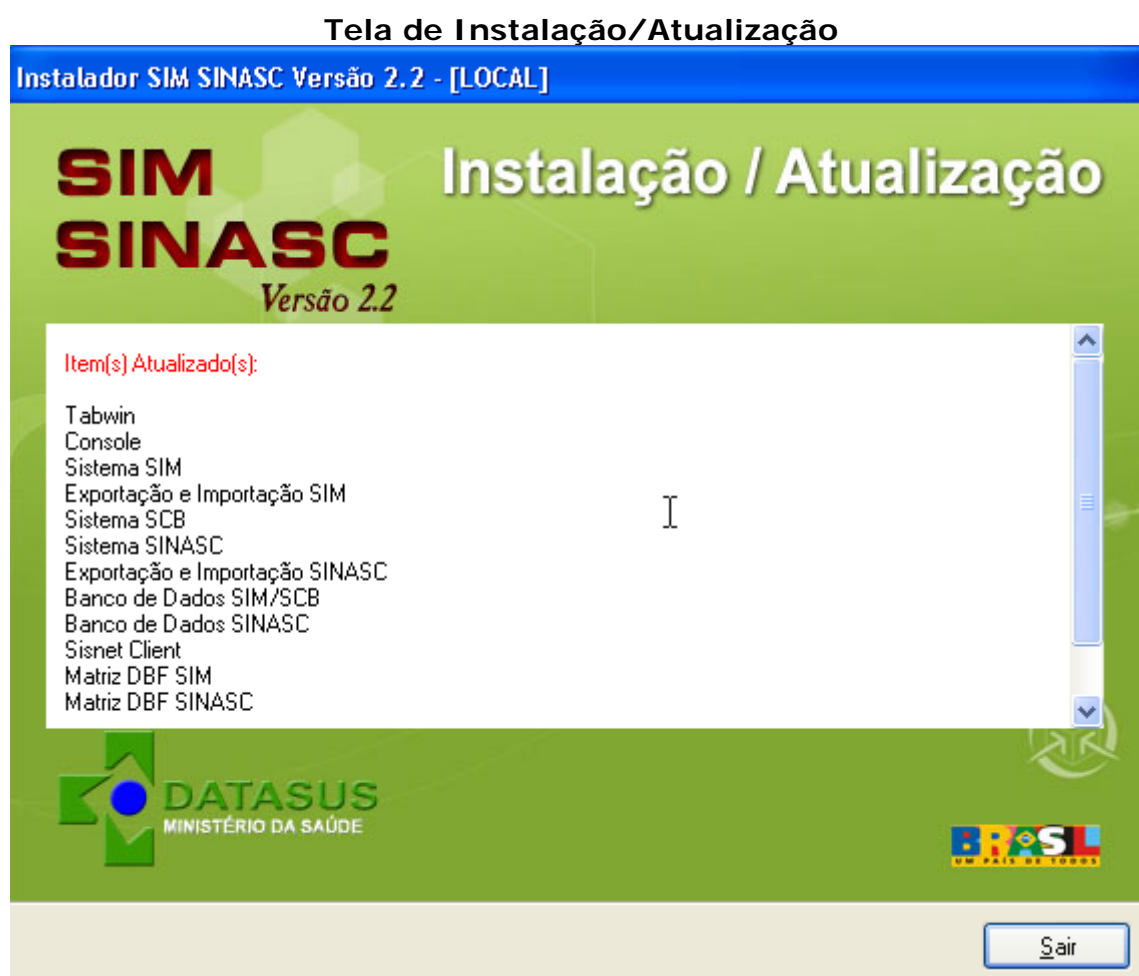 Tela de Instalação/Atualização
Instalador SIM SINASC Versão 2.2 - [LOCAL]
SIM
SINASC
Versão 2.2
Instalação / Atualização
Item(s) Atualizado(s):
Tabwin
Console
Sistema SIM
Exportação e Importação SIM
Sistema SCB
Sistema SINASC
Exportação e Importação SINASC
Banco de Dados SIM/SCB
Banco de Dados SINASC
Sisnet Client
Matriz DBF SIM
Matriz DBF SINASC
DATASUS
MINISTÉRIO DA SAÚDE
BRASIL
UM PAÍS DE TODOS
Sair